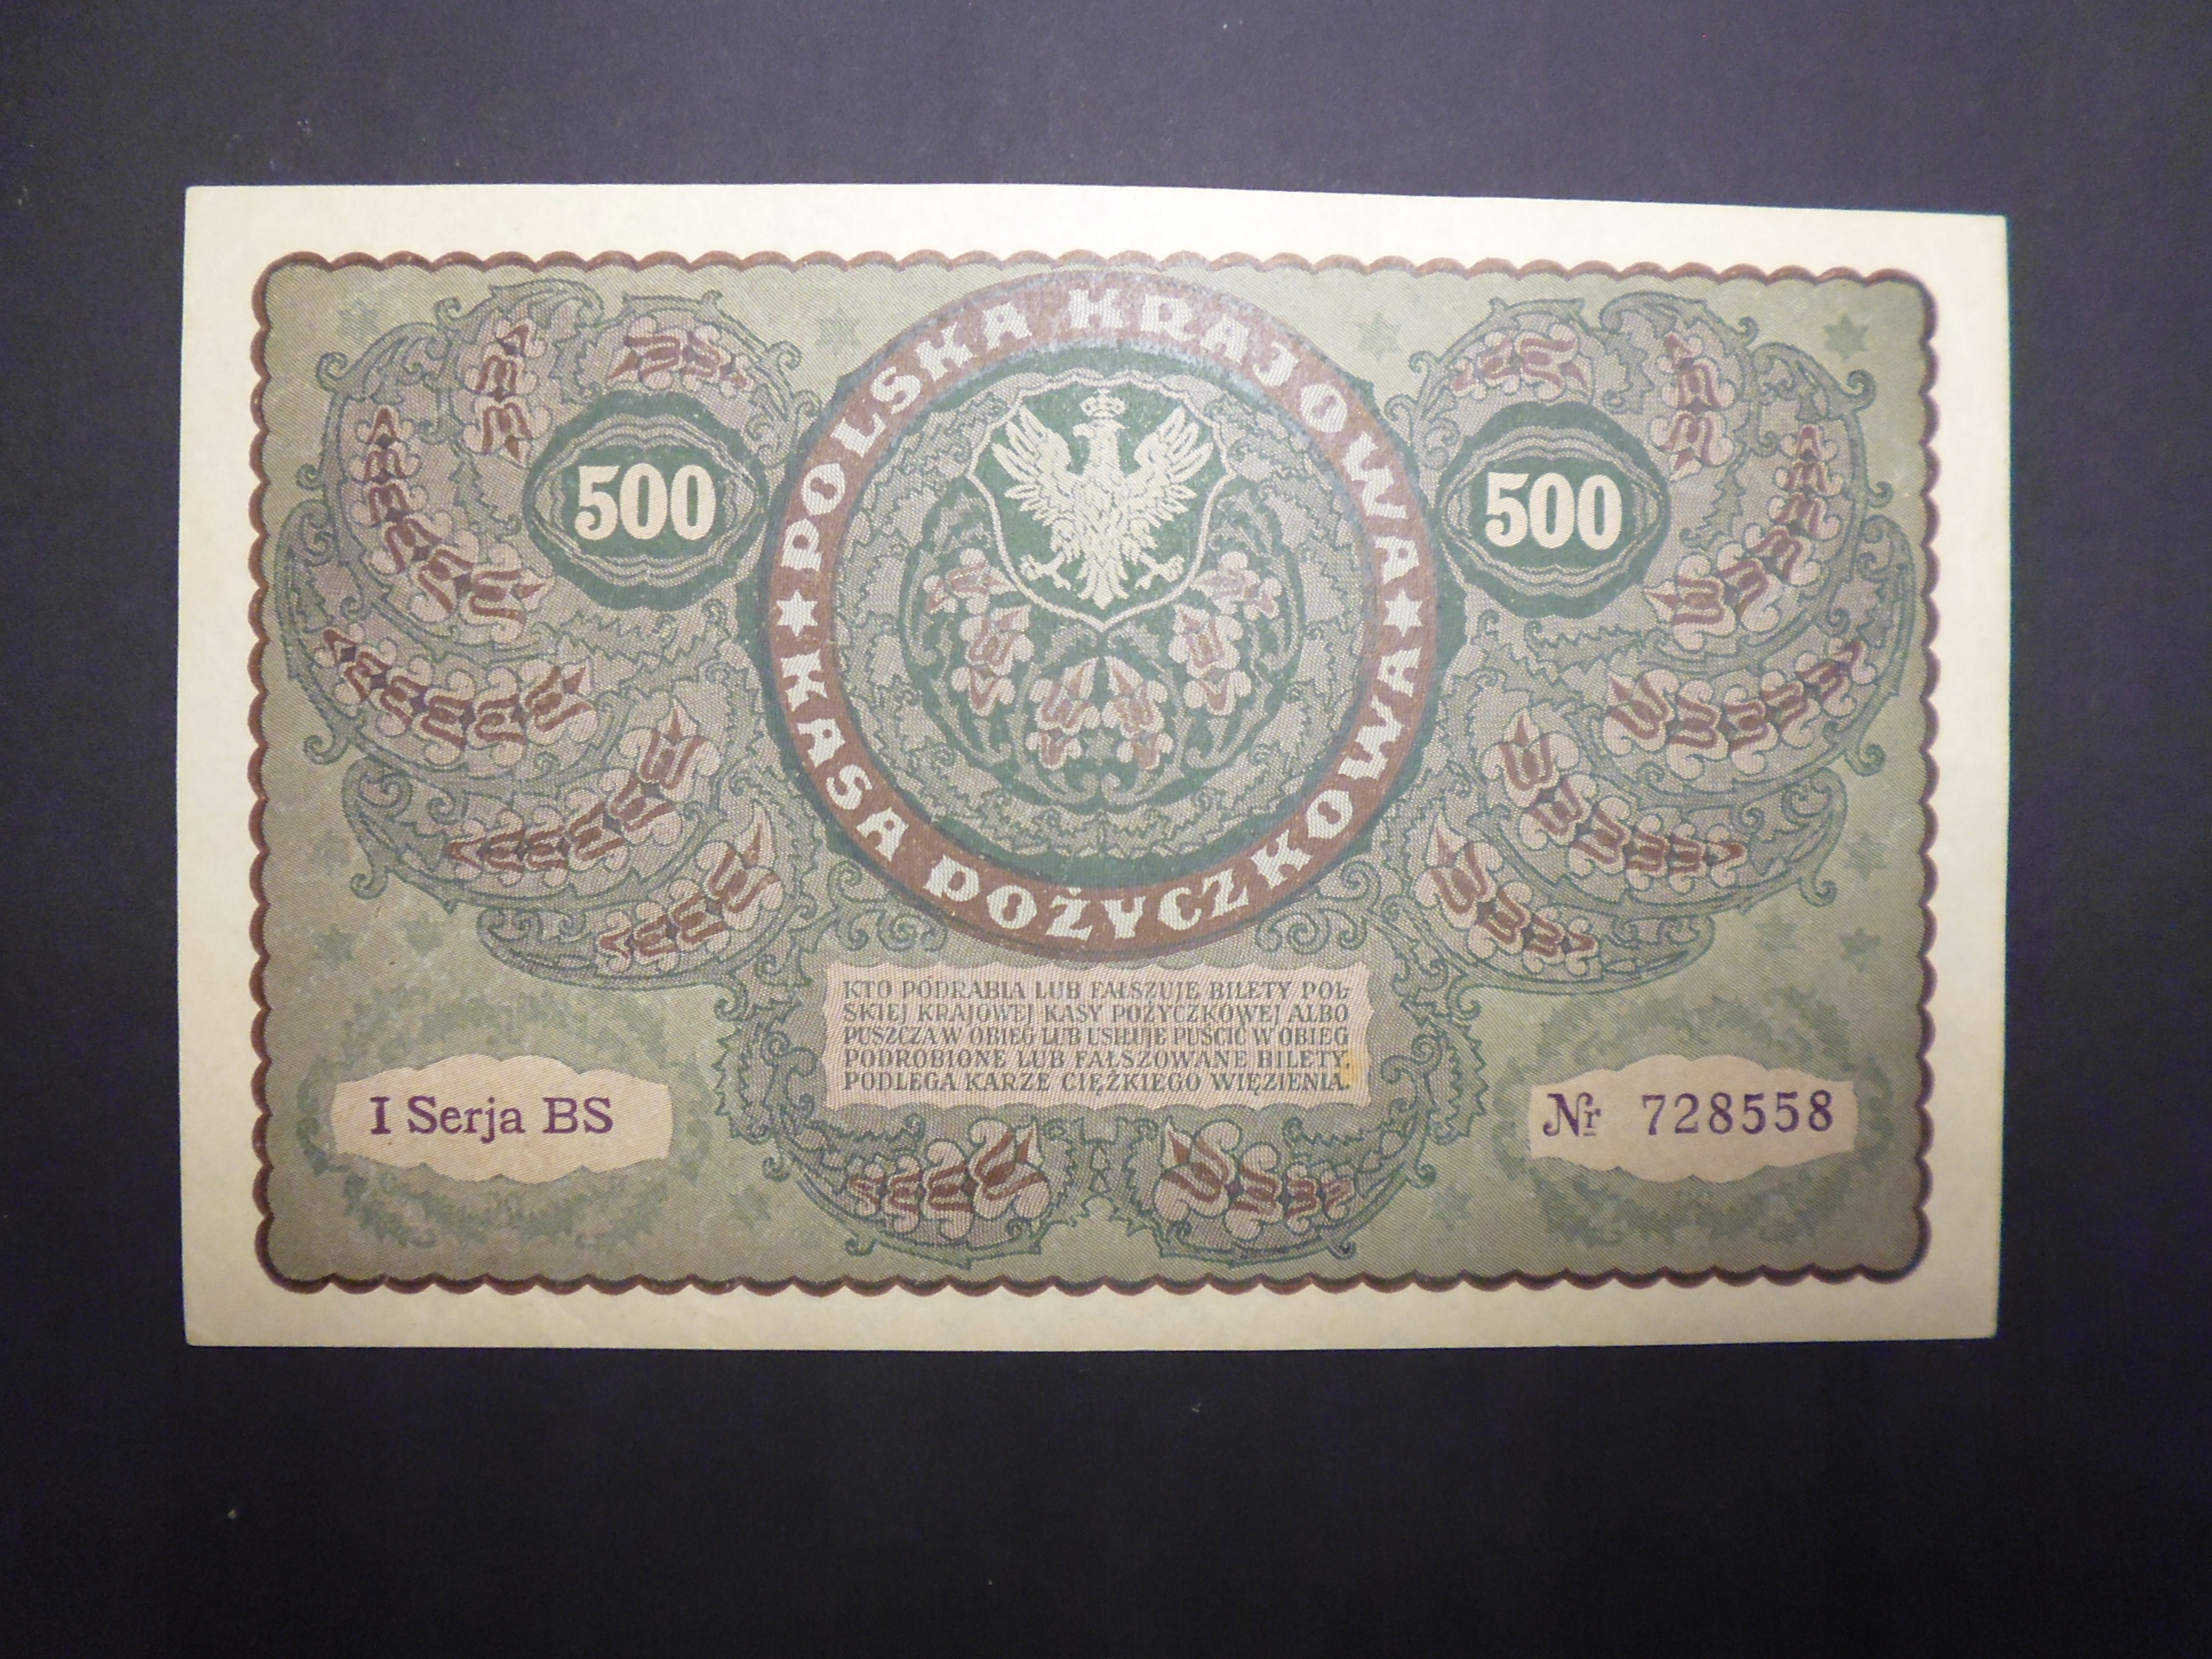 POLSKA KRAJOWA
500 500
KASA POŻYCZKOWA
KTO PODRABIA LUB FAŁSZUJE BILETY POL-
SKIEJ KRAJOWEJ KASY POŻYCZKOWEJ ALBO
PUSZCZA W OBIEG LUB USIŁUJE PUŚCIĆ W OBIEG
PODROBIONE LUB FAŁSZOWANE BILETY,
PODLEGA KARZE CIĘŻKIEGO WIĘZIENIA.
I Serja BS
Nr 728558